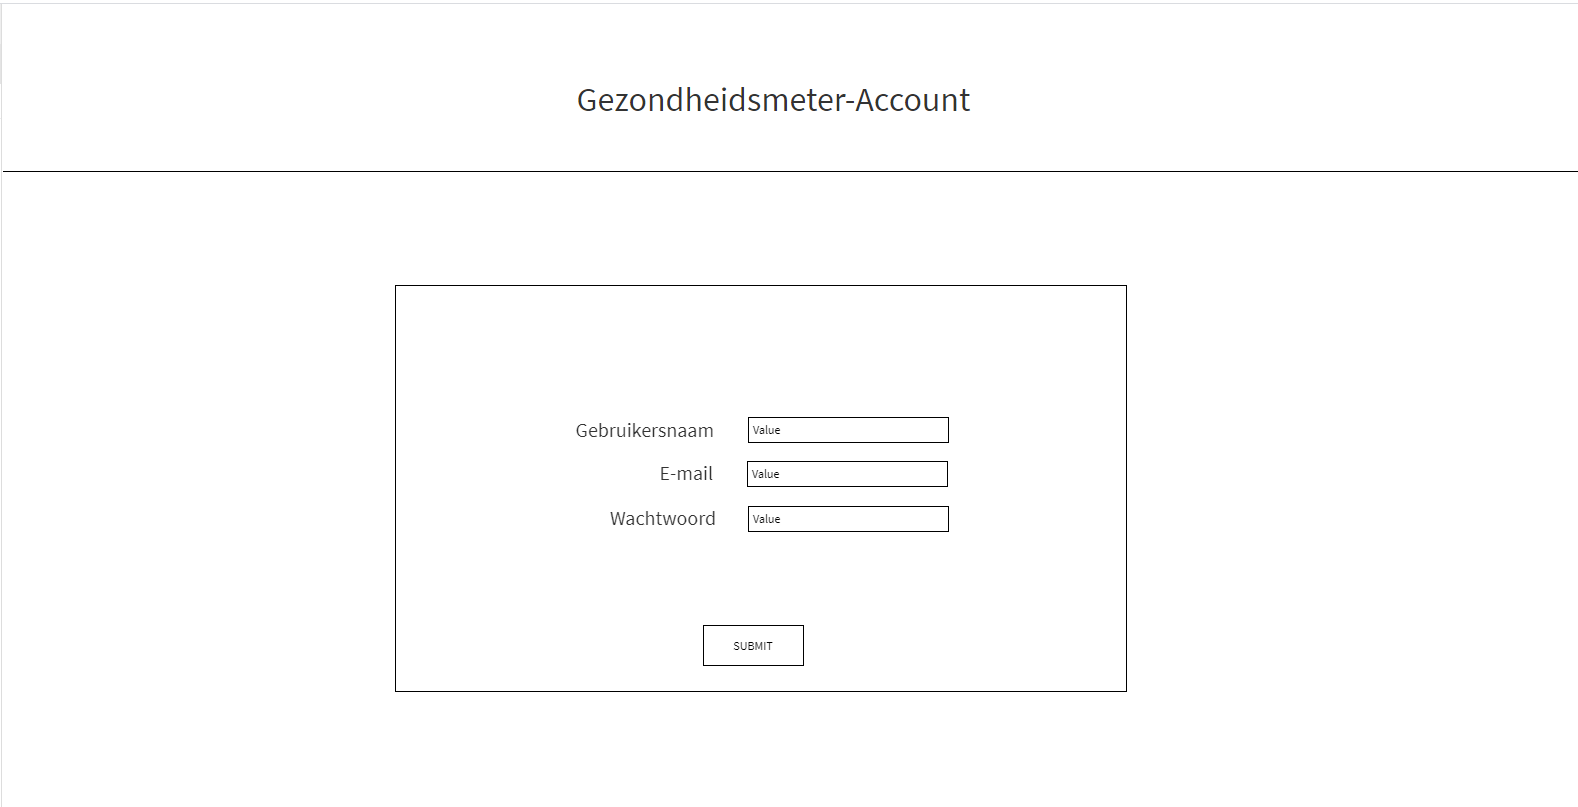 Gezondheidsmeter-Account
Gebruikersnaam Value
E-mail Value
Wachtwoord Value
SUBMIT